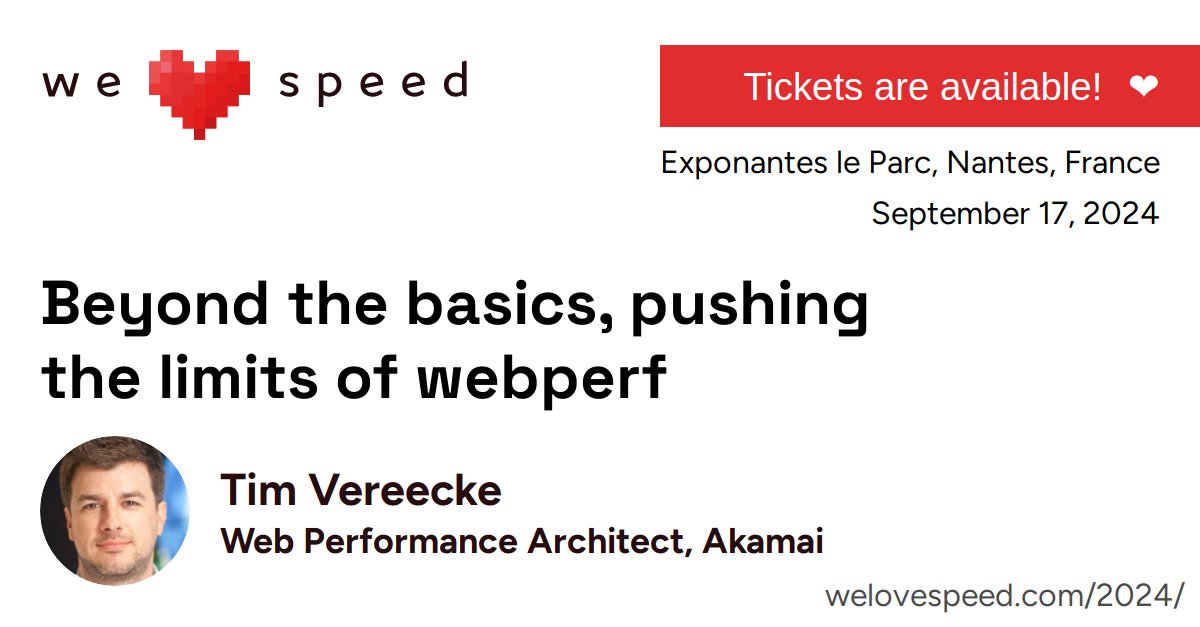 we ❤ speed
Tickets are available! ❤
Exponantes le Parc, Nantes, France
September 17, 2024
Beyond the basics, pushing
the limits of webperf
Tim Vereecke
Web Performance Architect, Akamai
welovespeed.com/2024/